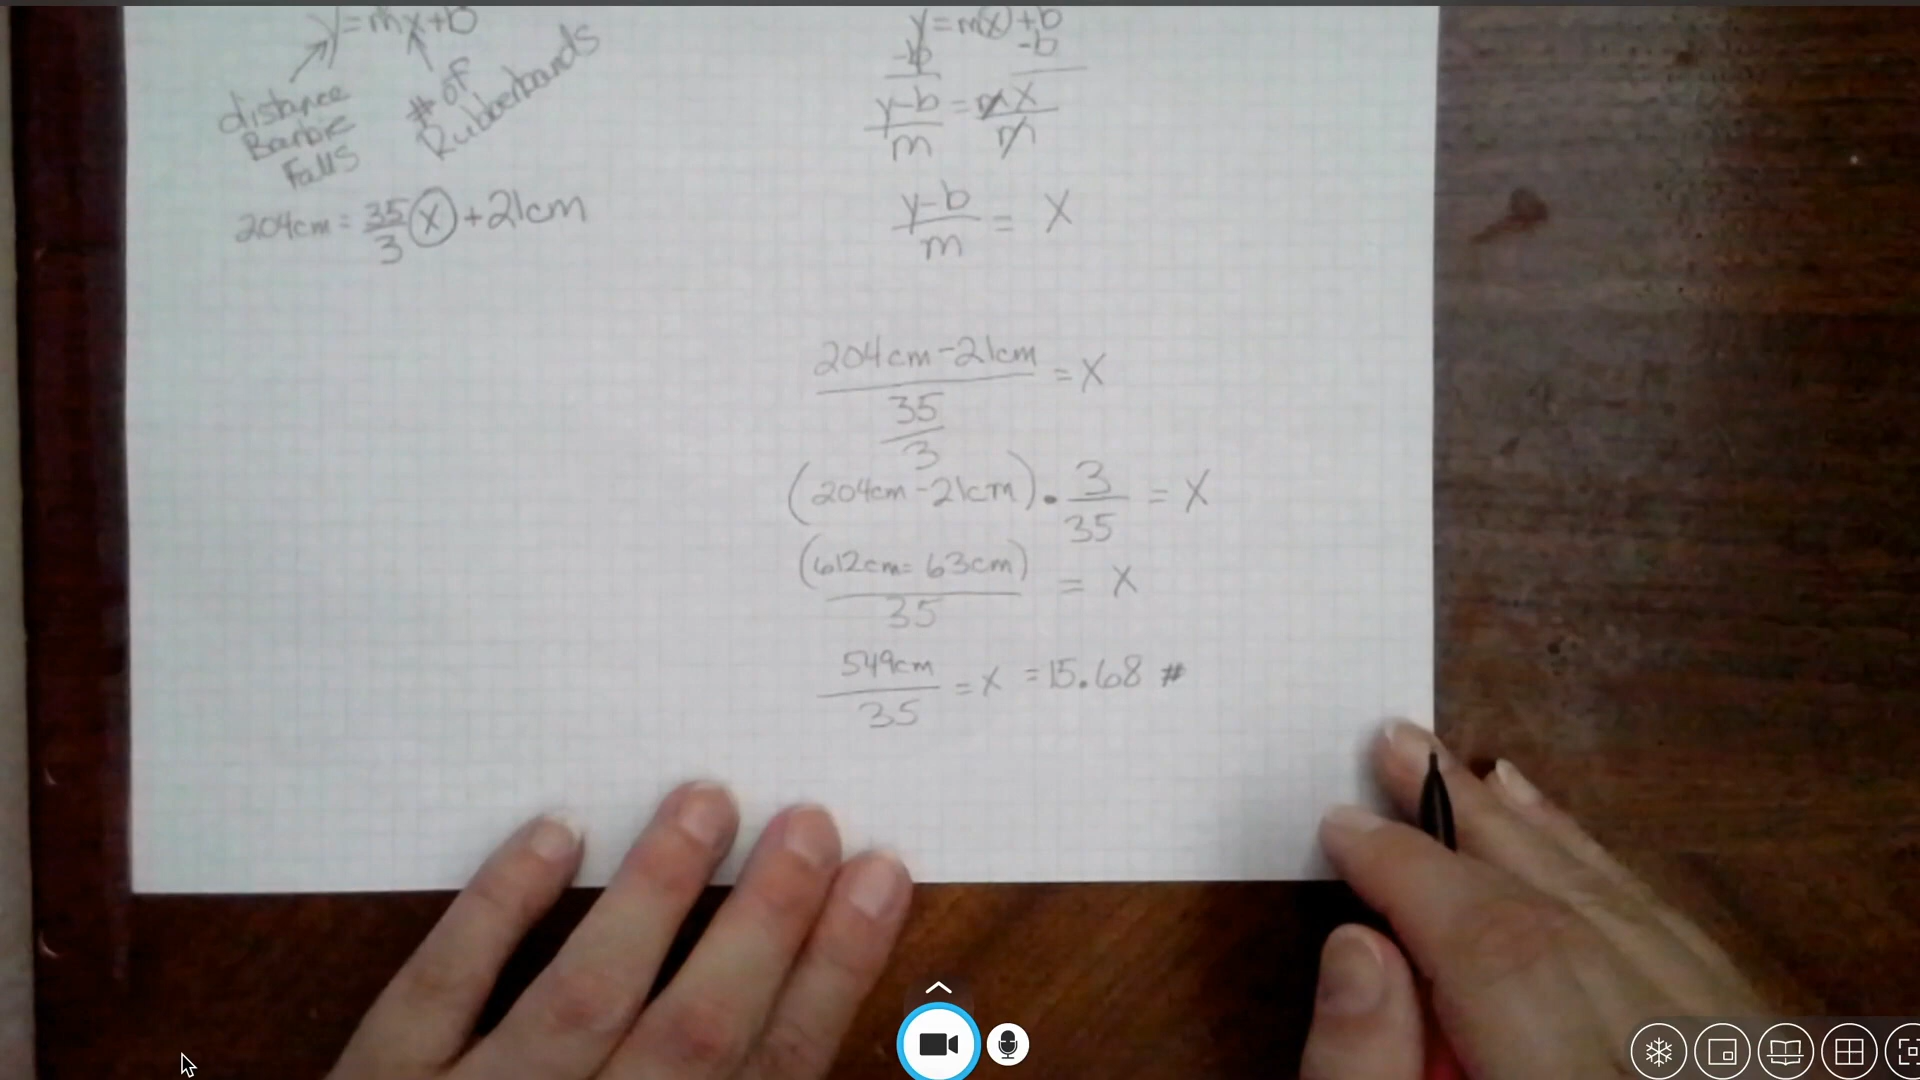 y=mx+b
distance
Barbie
Falls
# of
Rubberbands
204cm = 35/3 (x) + 21cm
y=m(x)+b
-b -b
y-b/m = mx/m
y-b/m = X
204cm-21cm / 35/3 = X
(204cm-21cm) • 3/35 = X
(612cm= 63cm) / 35 = X
549cm/35 = x =15.68 #